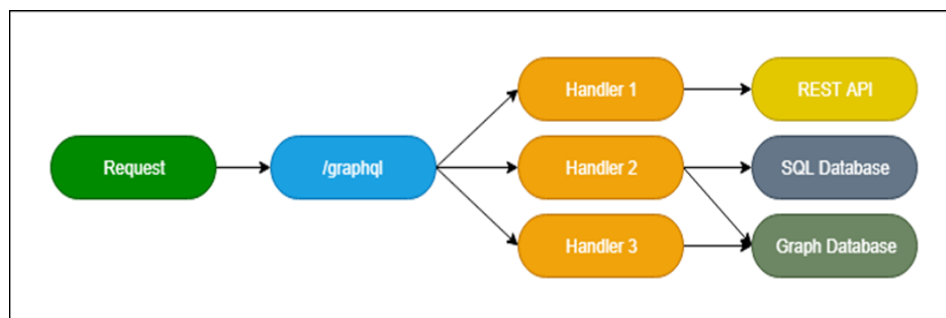 Request
/graphql
Handler 1
Handler 2
Handler 3
REST API
SQL Database
Graph Database